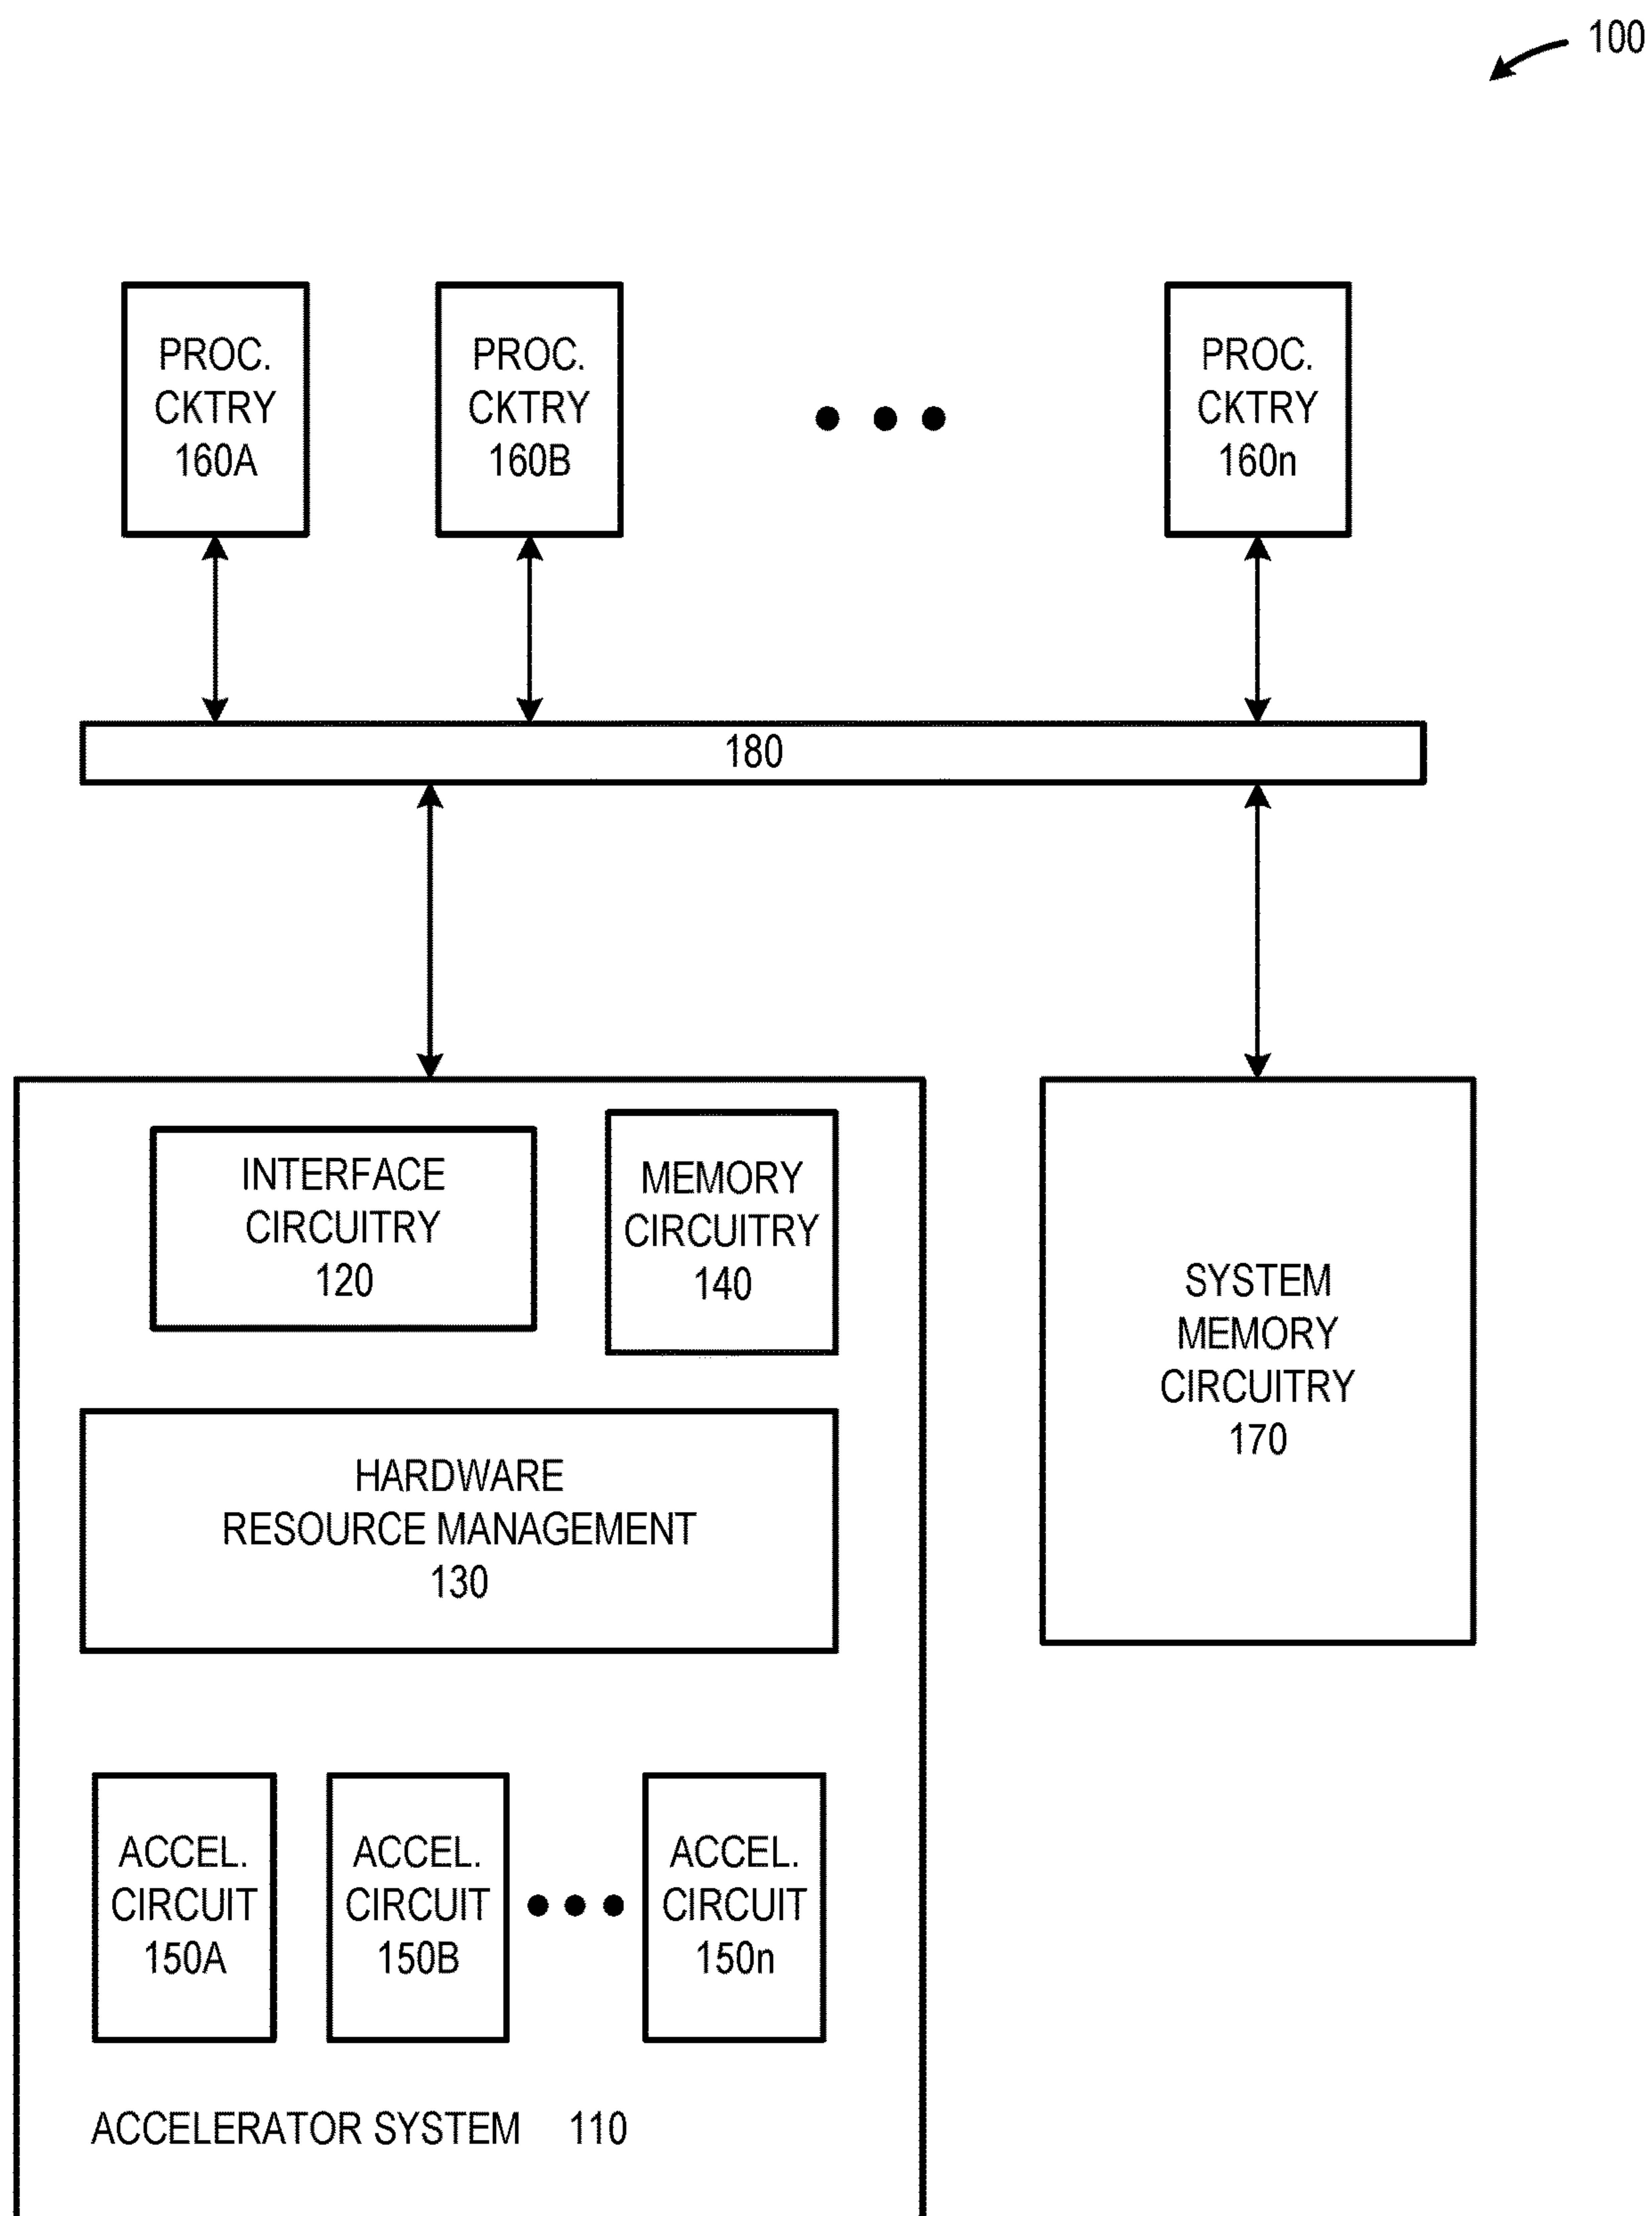 100
PROC.
CKTRY
160A
PROC.
CKTRY
160B
PROC.
CKTRY
160n
180
INTERFACE
CIRCUITRY
120
MEMORY
CIRCUITRY
140
SYSTEM
MEMORY
CIRCUITRY
170
HARDWARE
RESOURCE MANAGEMENT
130
ACCEL.
CIRCUIT
150A
ACCEL.
CIRCUIT
150B
ACCEL.
CIRCUIT
150n
ACCELERATOR SYSTEM 110